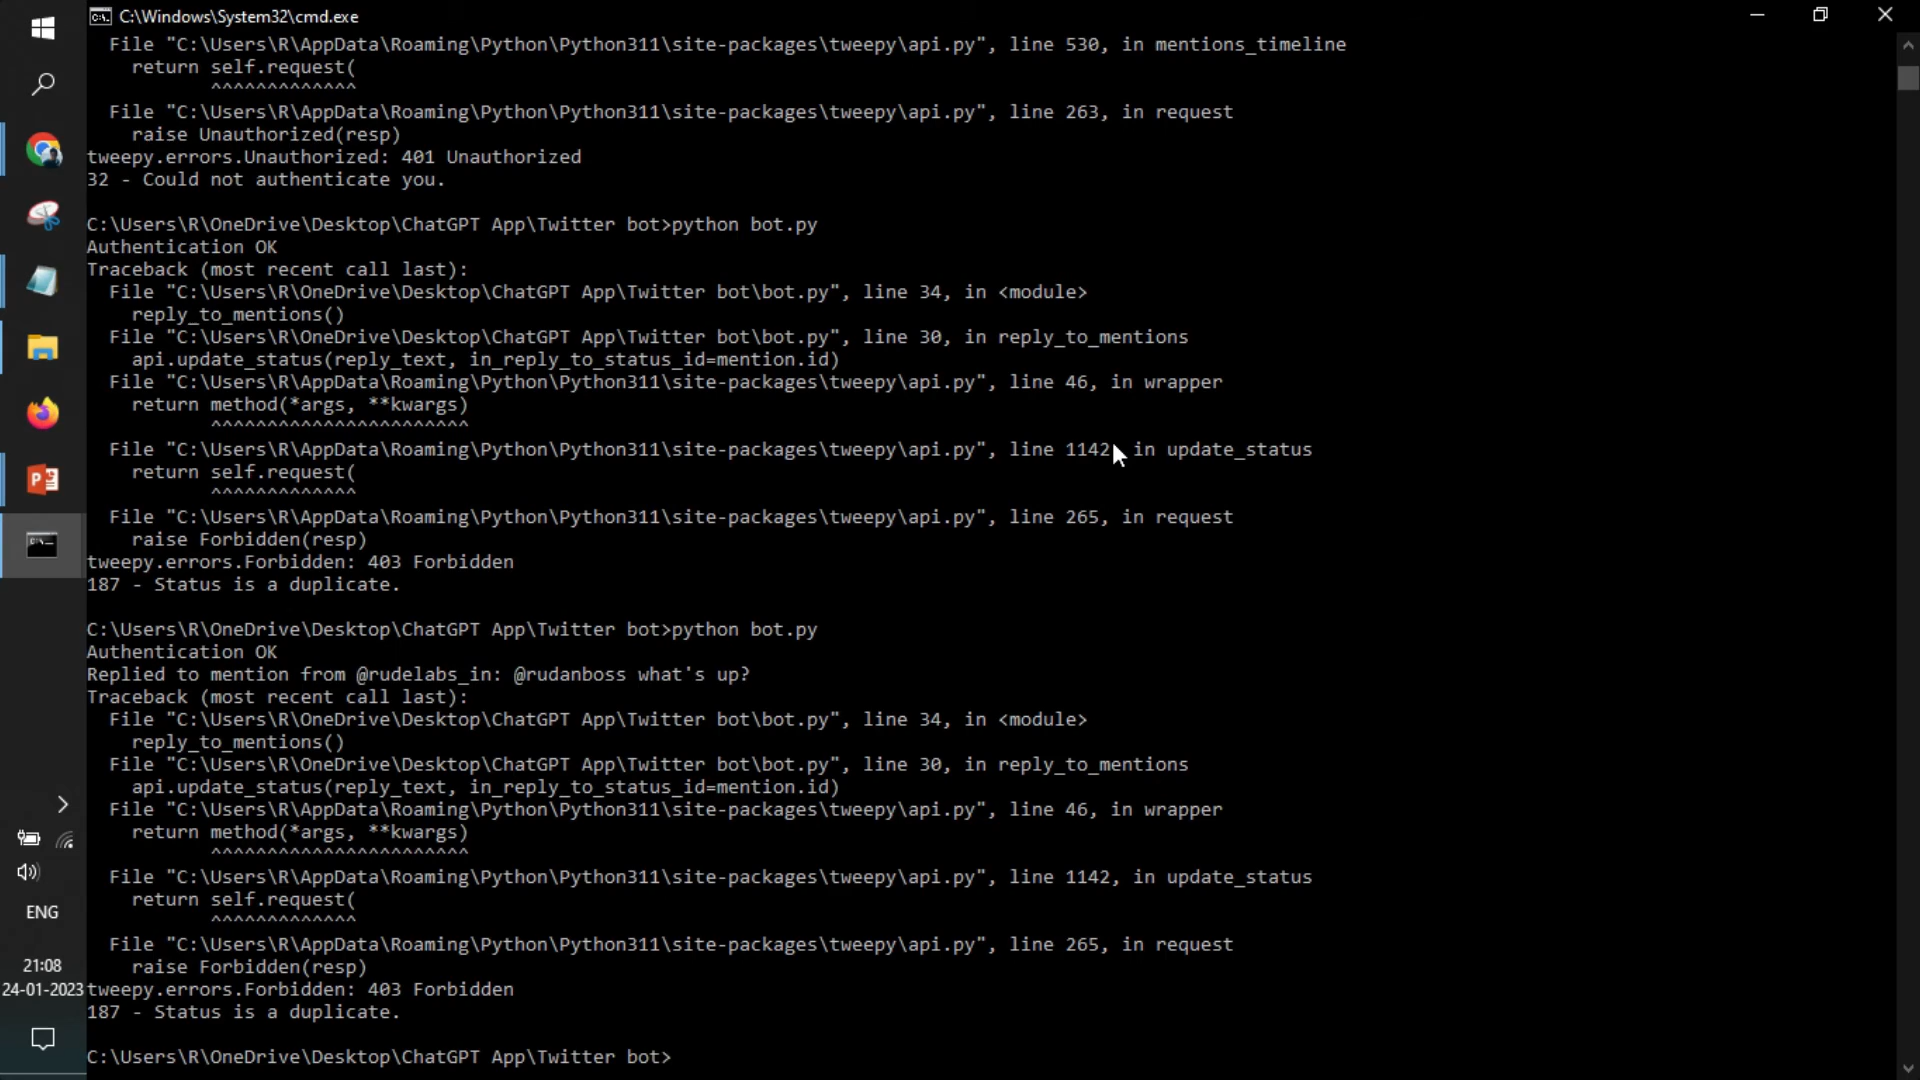 C:\Windows\System32\cmd.exe
File "C:\Users\R\AppData\Roaming\Python\Python311\site-packages\tweepy\api.py", line 530, in mentions_timeline
return self.request(
^^^^^^^^^^^^^
File "C:\Users\R\AppData\Roaming\Python\Python311\site-packages\tweepy\api.py", line 263, in request
raise Unauthorized(resp)
tweepy.errors.Unauthorized: 401 Unauthorized
32 - Could not authenticate you.
C:\Users\R\OneDrive\Desktop\ChatGPT App\Twitter bot>python bot.py
Authentication OK
Traceback (most recent call last):
File "C:\Users\R\OneDrive\Desktop\ChatGPT App\Twitter bot\bot.py", line 34, in <module>
reply_to_mentions()
File "C:\Users\R\OneDrive\Desktop\ChatGPT App\Twitter bot\bot.py", line 30, in reply_to_mentions
api.update_status(reply_text, in_reply_to_status_id=mention.id)
File "C:\Users\R\AppData\Roaming\Python\Python311\site-packages\tweepy\api.py", line 46, in wrapper
return method(*args, **kwargs)
^^^^^^^^^^^^^^^^^^^^^^^
File "C:\Users\R\AppData\Roaming\Python\Python311\site-packages\tweepy\api.py", line 1142, in update_status
return self.request(
^^^^^^^^^^^^^
File "C:\Users\R\AppData\Roaming\Python\Python311\site-packages\tweepy\api.py", line 265, in request
raise Forbidden(resp)
tweepy.errors.Forbidden: 403 Forbidden
187 - Status is a duplicate.
C:\Users\R\OneDrive\Desktop\ChatGPT App\Twitter bot>python bot.py
Authentication OK
Replied to mention from @rudelabs_in: @rudanboss what's up?
Traceback (most recent call last):
File "C:\Users\R\OneDrive\Desktop\ChatGPT App\Twitter bot\bot.py", line 34, in <module>
reply_to_mentions()
File "C:\Users\R\OneDrive\Desktop\ChatGPT App\Twitter bot\bot.py", line 30, in reply_to_mentions
api.update_status(reply_text, in_reply_to_status_id=mention.id)
File "C:\Users\R\AppData\Roaming\Python\Python311\site-packages\tweepy\api.py", line 46, in wrapper
return method(*args, **kwargs)
^^^^^^^^^^^^^^^^^^^^^^^
File "C:\Users\R\AppData\Roaming\Python\Python311\site-packages\tweepy\api.py", line 1142, in update_status
return self.request(
^^^^^^^^^^^^^
File "C:\Users\R\AppData\Roaming\Python\Python311\site-packages\tweepy\api.py", line 265, in request
raise Forbidden(resp)
tweepy.errors.Forbidden: 403 Forbidden
187 - Status is a duplicate.
C:\Users\R\OneDrive\Desktop\ChatGPT App\Twitter bot>
ENG
21:08
24-01-2023